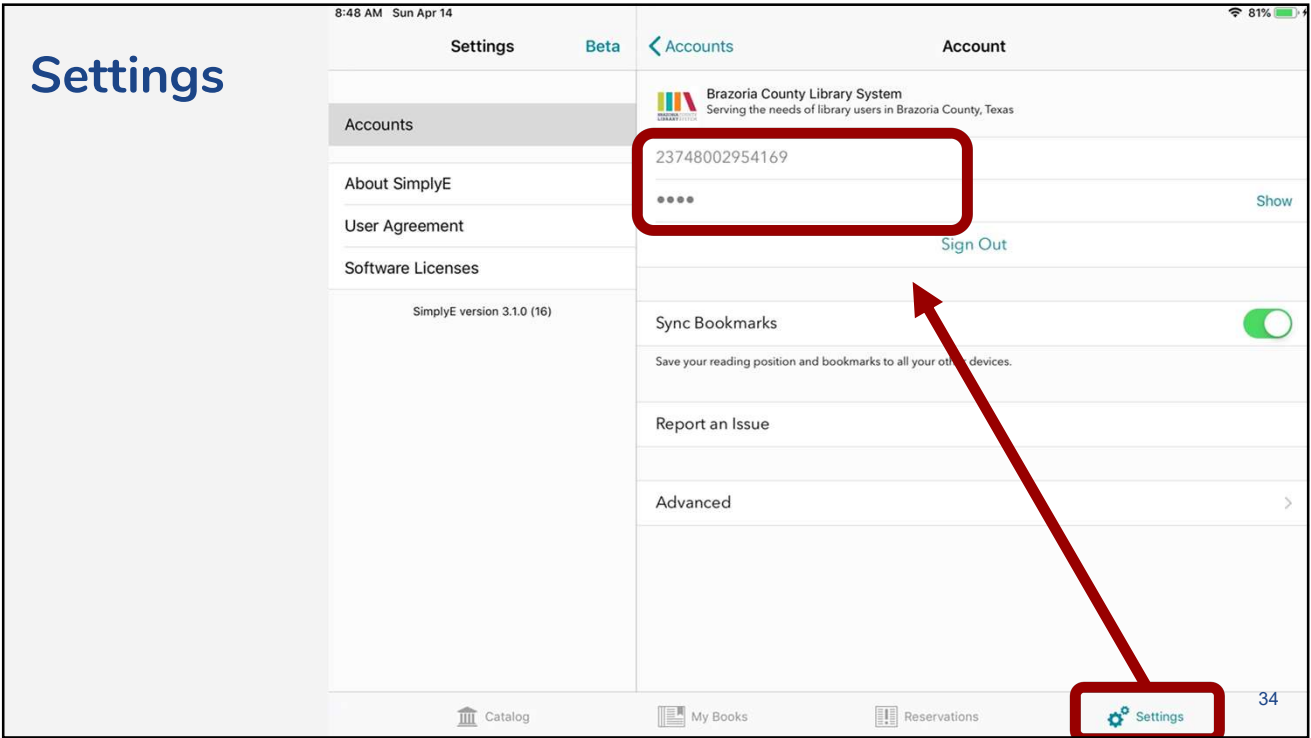 Settings
8:48 AM Sun Apr 14
81%
Settings
Beta
Accounts
About SimplyE
User Agreement
Software Licenses
SimplyE version 3.1.0 (16)
Accounts
Account
Brazoria County Library System
Serving the needs of library users in Brazoria County, Texas
23748002954169
••••
Show
Sign Out
Sync Bookmarks
Save your reading position and bookmarks to all your other devices.
Report an Issue
Advanced
Catalog
My Books
Reservations
Settings
34